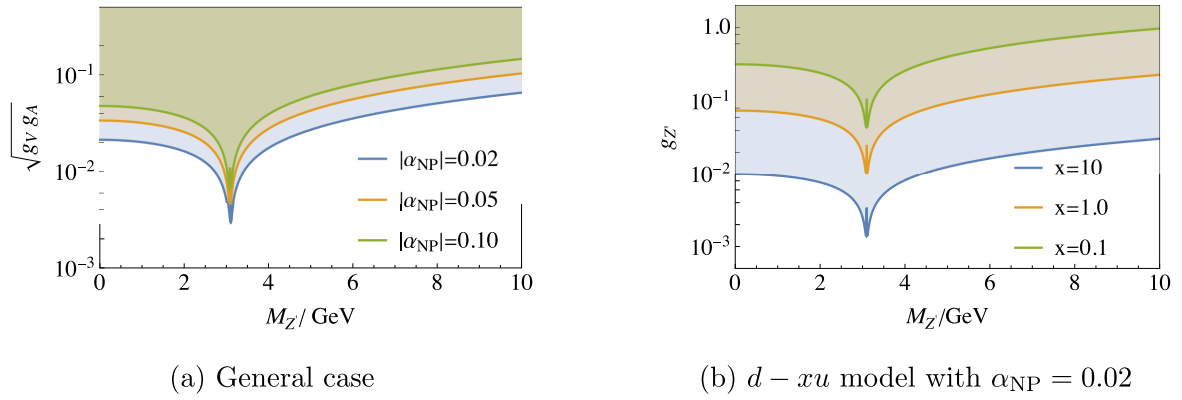 √g_V g_A
10⁻¹
10⁻²
10⁻³
|α_NP|=0.02
|α_NP|=0.05
|α_NP|=0.10
0 2 4 6 8 10
M_Z'/GeV
(a) General case
g_Z'
1.0
10⁻¹
10⁻²
10⁻³
x=10
x=1.0
x=0.1
0 2 4 6 8 10
M_Z'/GeV
(b) d − xu model with α_NP = 0.02